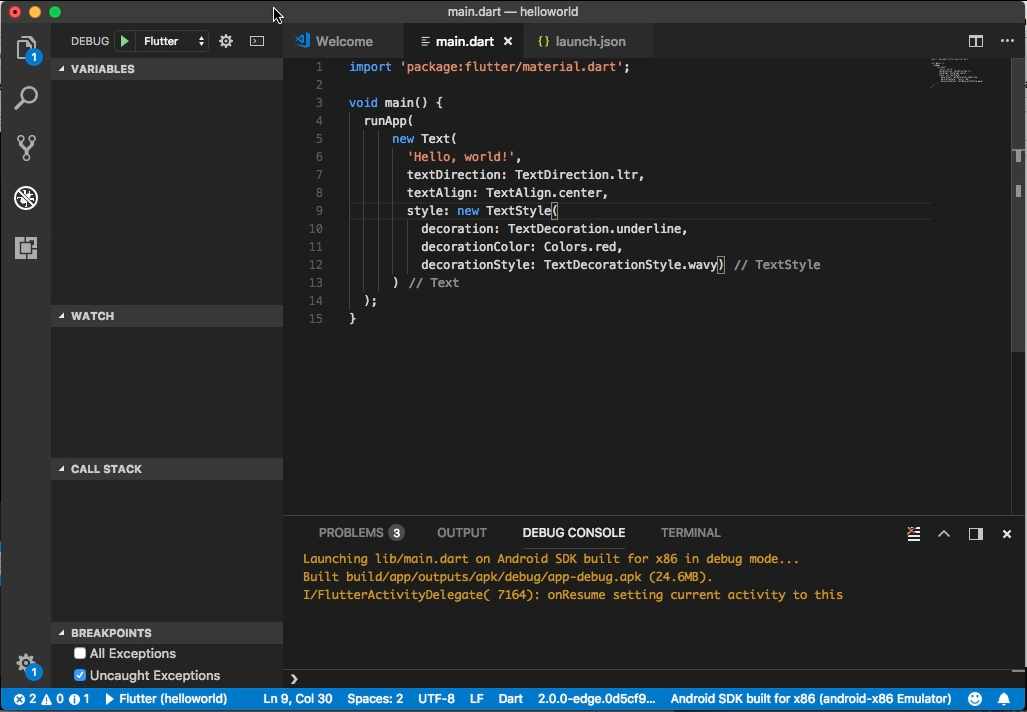 main.dart — helloworld
DEBUG Flutter
Welcome main.dart launch.json
1
VARIABLES
WATCH
CALL STACK
BREAKPOINTS
All Exceptions
Uncaught Exceptions
1
1 import 'package:flutter/material.dart';
2
3 void main() {
4 runApp(
5 new Text(
6 'Hello, world!',
7 textDirection: TextDirection.ltr,
8 textAlign: TextAlign.center,
9 style: new TextStyle(
10 decoration: TextDecoration.underline,
11 decorationColor: Colors.red,
12 decorationStyle: TextDecorationStyle.wavy) // TextStyle
13 ) // Text
14 );
15 }
PROBLEMS 3 OUTPUT DEBUG CONSOLE TERMINAL
Launching lib/main.dart on Android SDK built for x86 in debug mode...
Built build/app/outputs/apk/debug/app-debug.apk (24.6MB).
I/FlutterActivityDelegate( 7164): onResume setting current activity to this
2 0 1 Flutter (helloworld) Ln 9, Col 30 Spaces: 2 UTF-8 LF Dart 2.0.0-edge.0d5cf9... Android SDK built for x86 (android-x86 Emulator)